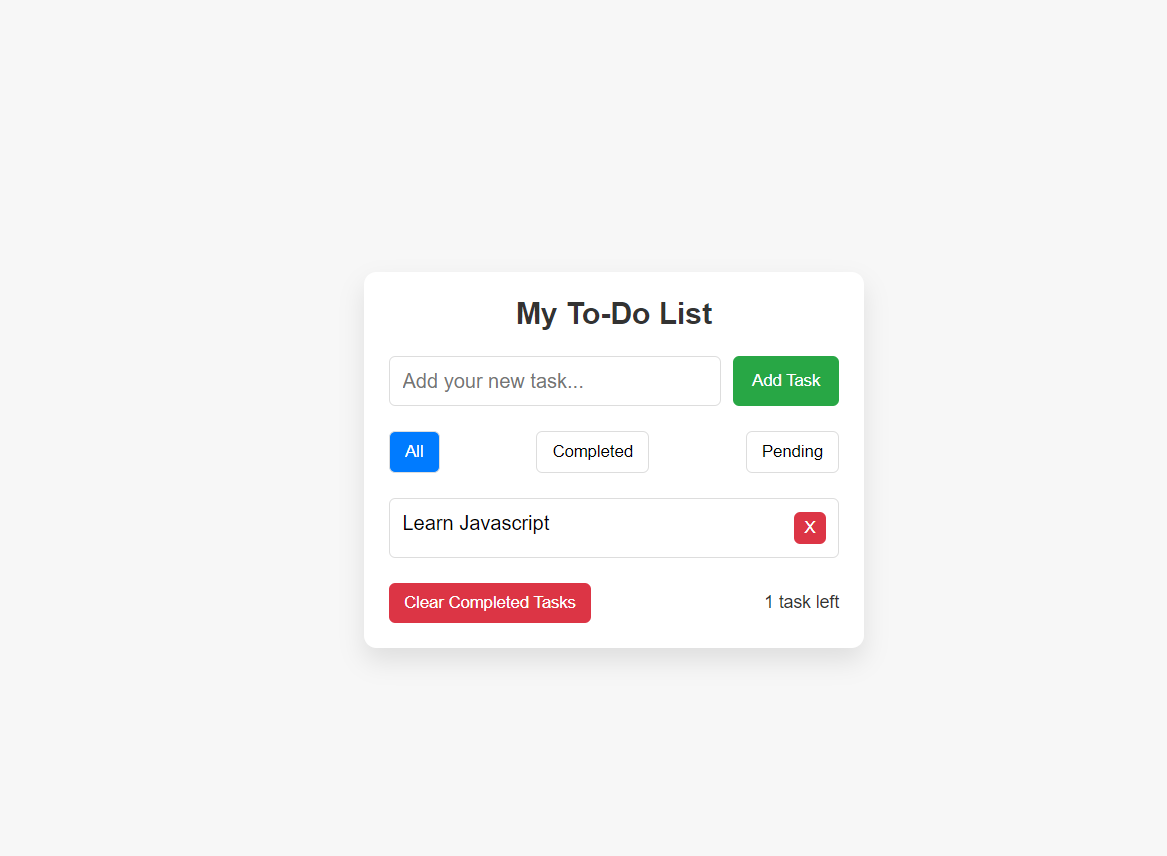 My To-Do List
Add your new task...
Add Task
All
Completed
Pending
Learn Javascript
X
Clear Completed Tasks
1 task left